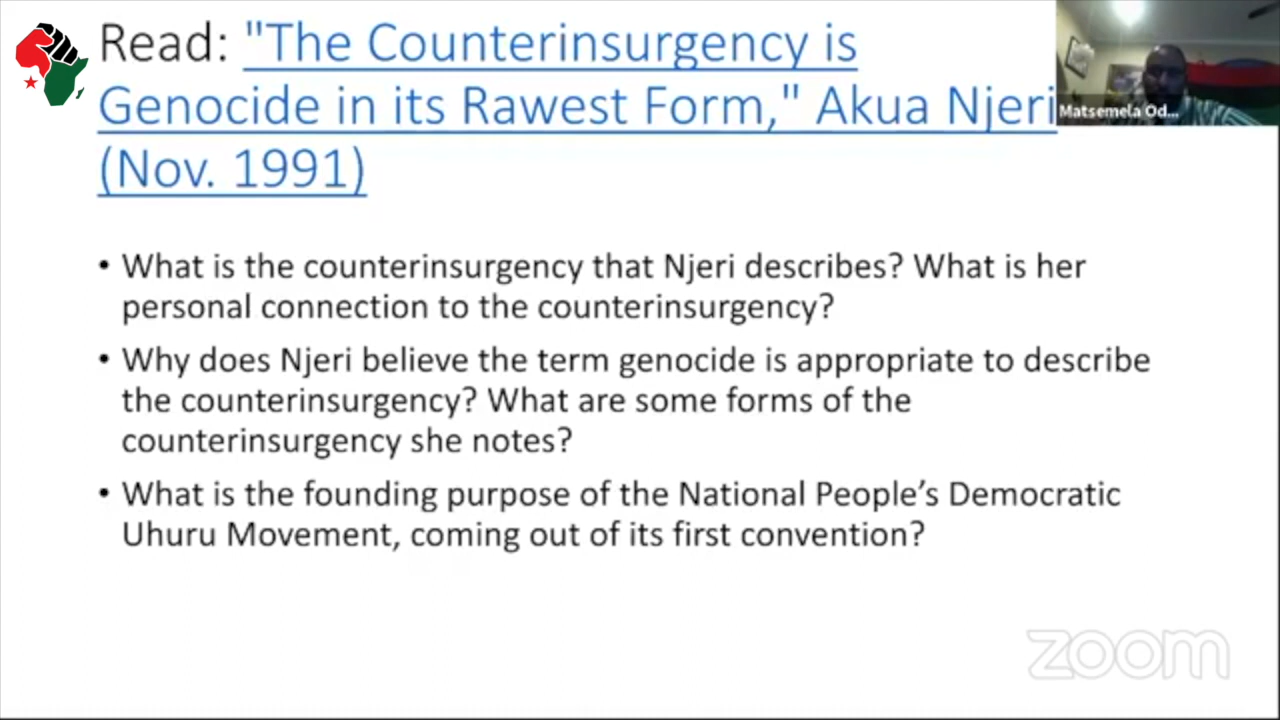 Read: "The Counterinsurgency is
Genocide in its Rawest Form," Akua Njeri
(Nov. 1991)
Matsemela Od...
• What is the counterinsurgency that Njeri describes? What is her
personal connection to the counterinsurgency?
• Why does Njeri believe the term genocide is appropriate to describe
the counterinsurgency? What are some forms of the
counterinsurgency she notes?
• What is the founding purpose of the National People’s Democratic
Uhuru Movement, coming out of its first convention?
zoom